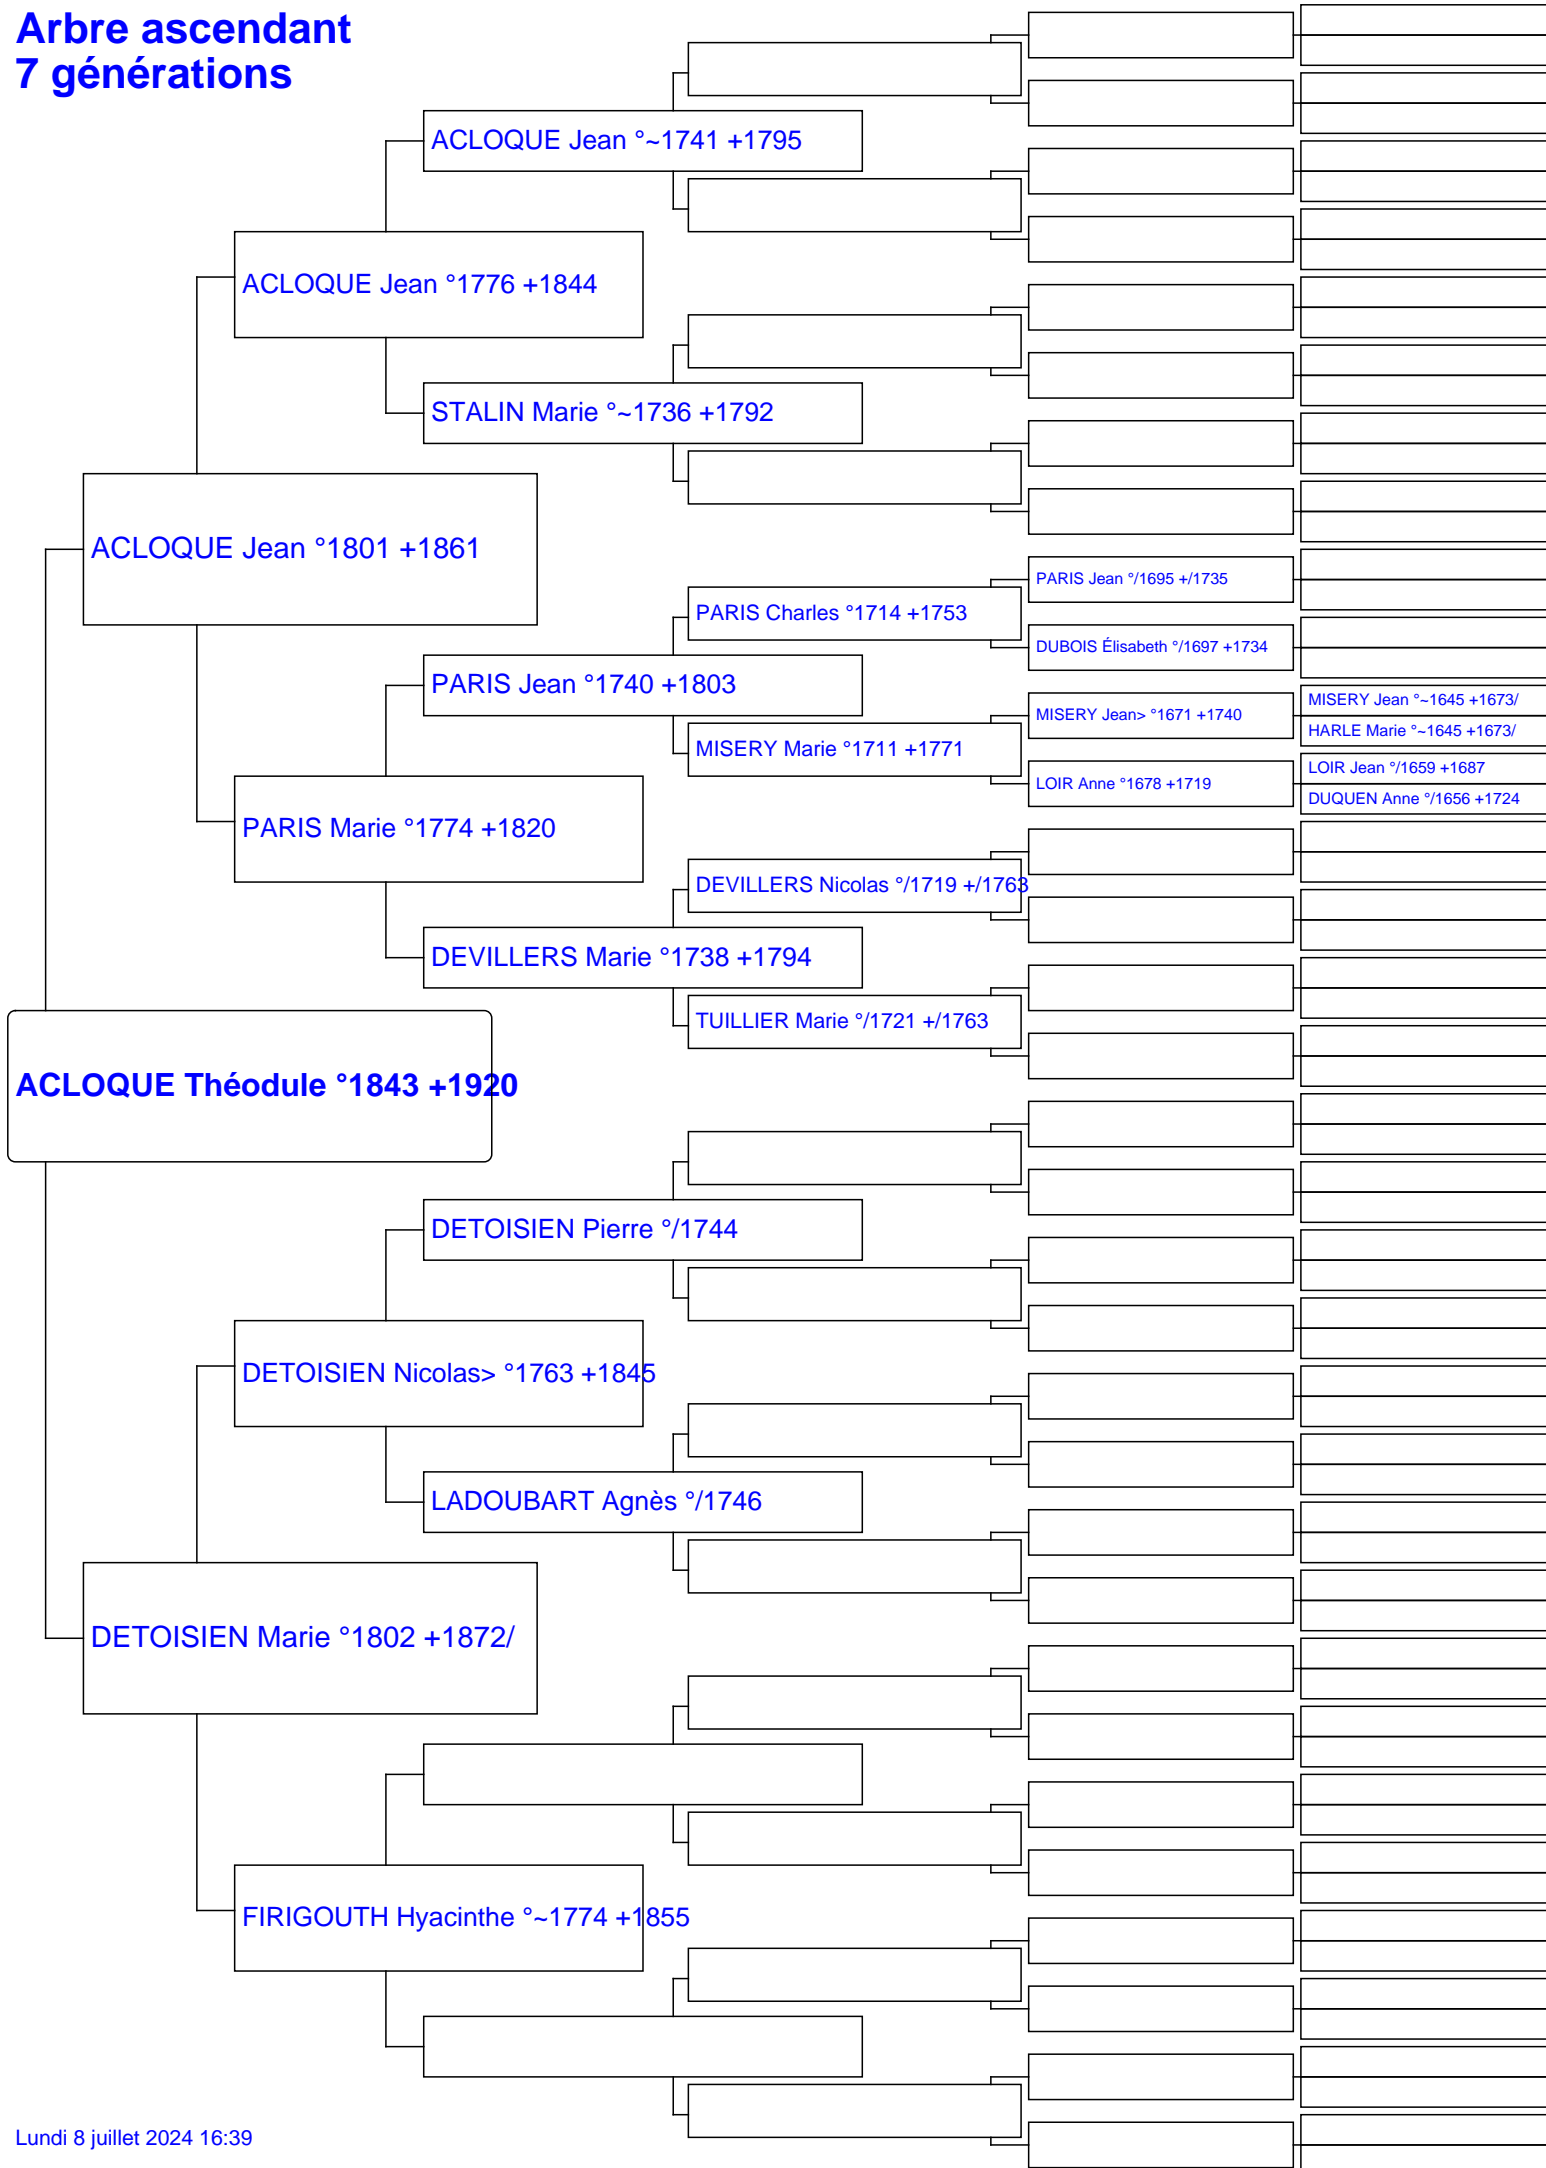 Arbre ascendant
7 générations
ACLOQUE Jean °~1741 +1795
ACLOQUE Jean °1776 +1844
STALIN Marie °~1736 +1792
ACLOQUE Jean °1801 +1861
PARIS Jean °/1695 +/1735
PARIS Charles °1714 +1753
DUBOIS Élisabeth °/1697 +1734
PARIS Jean °1740 +1803
MISERY Jean °~1645 +1673/
MISERY Jean> °1671 +1740
HARLE Marie °~1645 +1673/
MISERY Marie °1711 +1771
LOIR Jean °/1659 +1687
LOIR Anne °1678 +1719
DUQUEN Anne °/1656 +1724
PARIS Marie °1774 +1820
DEVILLERS Nicolas °/1719 +/1763
DEVILLERS Marie °1738 +1794
TUILLIER Marie °/1721 +/1763
ACLOQUE Théodule °1843 +1920
DETOISIEN Pierre °/1744
DETOISIEN Nicolas> °1763 +1845
LADOUBART Agnès °/1746
DETOISIEN Marie °1802 +1872/
FIRIGOUTH Hyacinthe °~1774 +1855
Lundi 8 juillet 2024 16:39